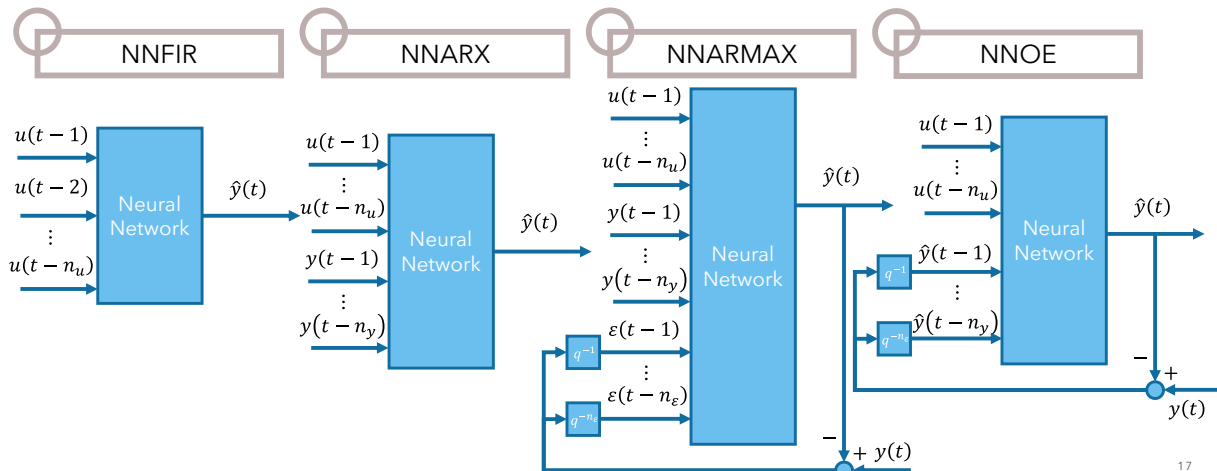 NNFIR
u(t − 1)
u(t − 2)
⋮
u(t − n_u)
Neural
Network
ŷ(t)
NNARX
u(t − 1)
⋮
u(t − n_u)
y(t − 1)
⋮
y(t − n_y)
Neural
Network
ŷ(t)
NNARMAX
u(t − 1)
⋮
u(t − n_u)
y(t − 1)
⋮
y(t − n_y)
q⁻¹
ε(t − 1)
⋮
q^{−n_ε}
ε(t − n_ε)
Neural
Network
ŷ(t)
−
+
y(t)
NNOE
u(t − 1)
⋮
u(t − n_u)
q⁻¹
ŷ(t − 1)
⋮
q^{−n_ε}
ŷ(t − n_y)
Neural
Network
ŷ(t)
−
+
y(t)
17